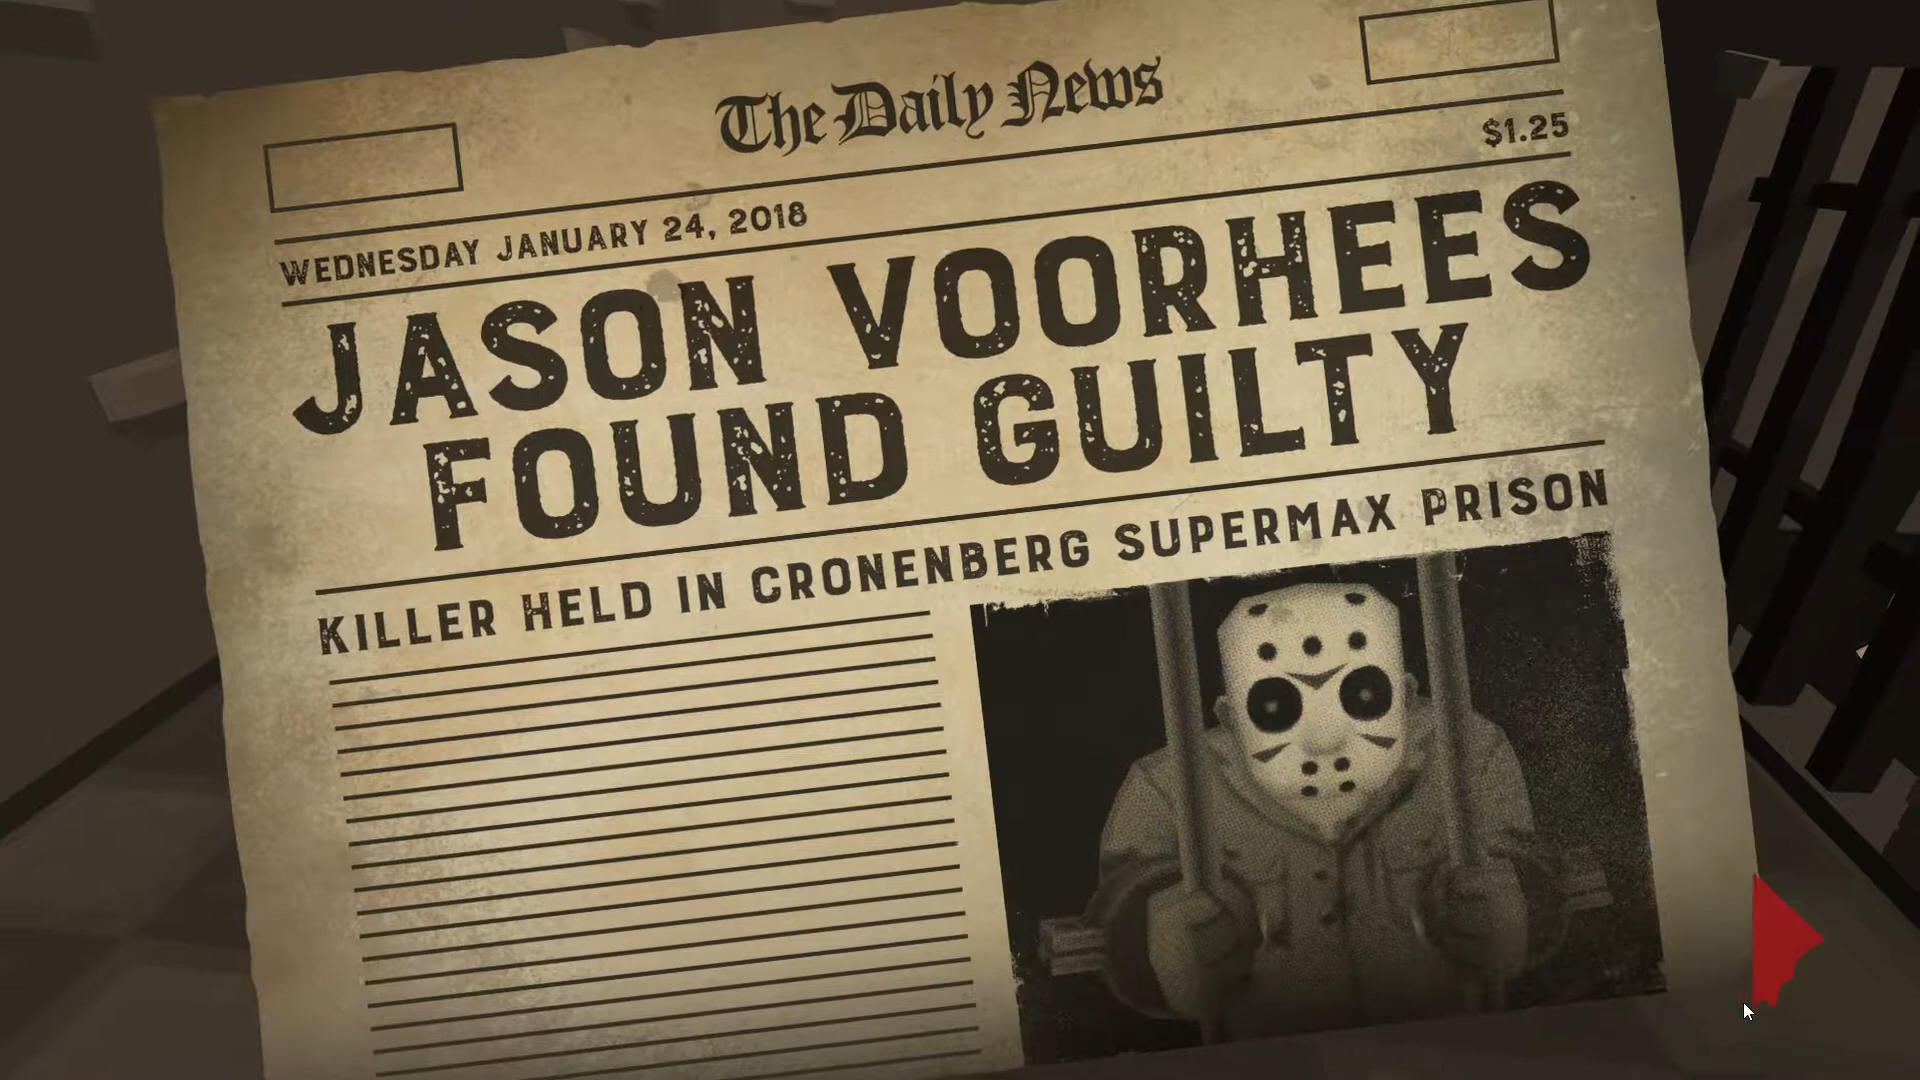 The Daily News
$1.25
WEDNESDAY JANUARY 24, 2018
JASON VOORHEES
FOUND GUILTY
KILLER HELD IN CRONENBERG SUPERMAX PRISON